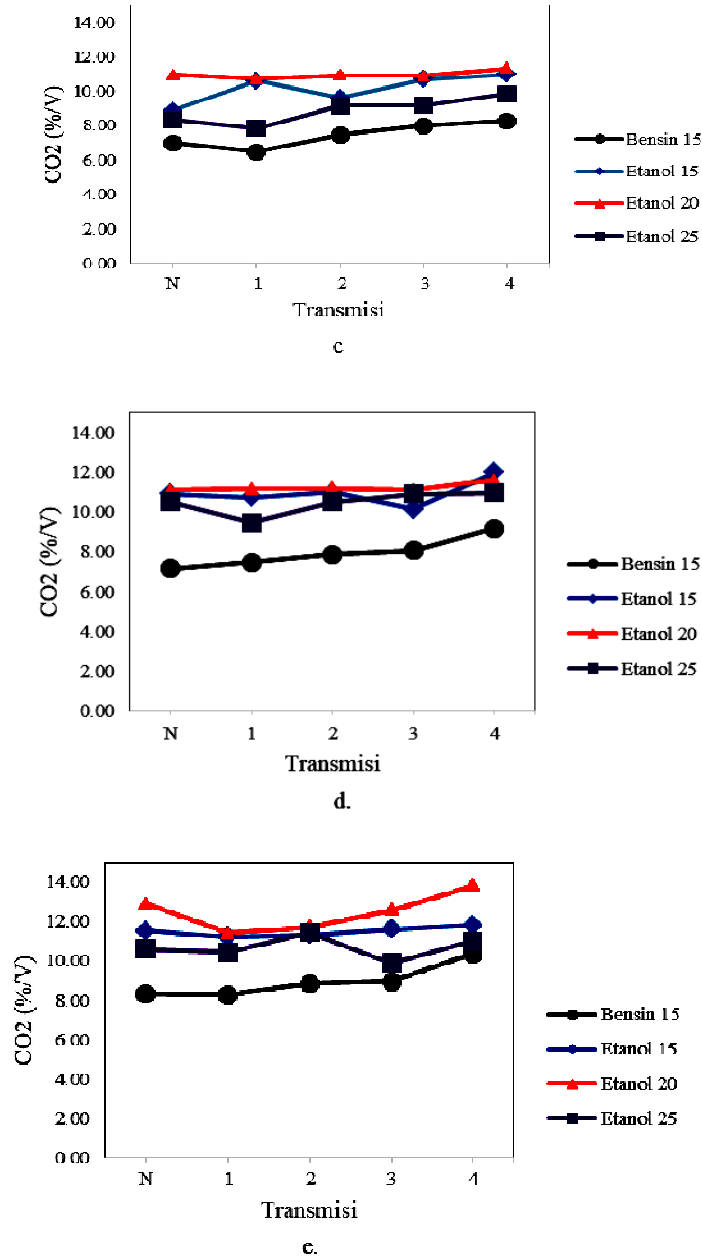 14.00
12.00
10.00
8.00
6.00
4.00
2.00
0.00
CO2 (%/V)
N 1 2 3 4
Transmisi
Bensin 15
Etanol 15
Etanol 20
Etanol 25
c
14.00
12.00
10.00
8.00
6.00
4.00
2.00
0.00
CO2 (%/V)
N 1 2 3 4
Transmisi
Bensin 15
Etanol 15
Etanol 20
Etanol 25
d.
14.00
12.00
10.00
8.00
6.00
4.00
2.00
0.00
CO2 (%/V)
N 1 2 3 4
Transmisi
Bensin 15
Etanol 15
Etanol 20
Etanol 25
e.